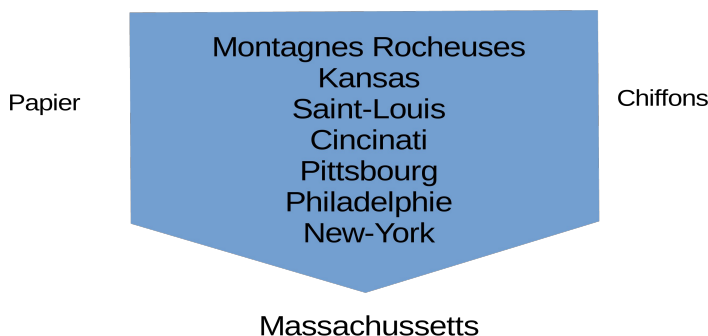 Montagnes Rocheuses
Kansas
Papier
Chiffons
Saint-Louis
Cincinati
Pittsbourg
Philadelphie
New-York
Massachussetts